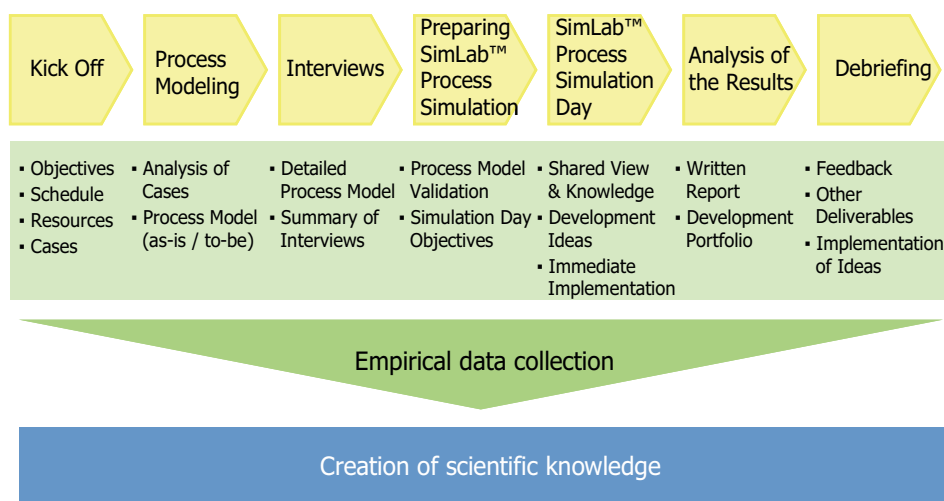 Kick Off
Process
Modeling
Interviews
Preparing
SimLab™
Process
Simulation
SimLab™
Process
Simulation
Day
Analysis of
the Results
Debriefing
▪ Objectives
▪ Schedule
▪ Resources
▪ Cases
▪ Analysis of
Cases
▪ Process Model
(as-is / to-be)
▪ Detailed
Process Model
▪ Summary of
Interviews
▪ Process Model
Validation
▪ Simulation Day
Objectives
▪ Shared View
& Knowledge
▪ Development
Ideas
▪ Immediate
Implementation
▪ Written
Report
▪ Development
Portfolio
▪ Feedback
▪ Other
Deliverables
▪ Implementation
of Ideas
Empirical data collection
Creation of scientific knowledge